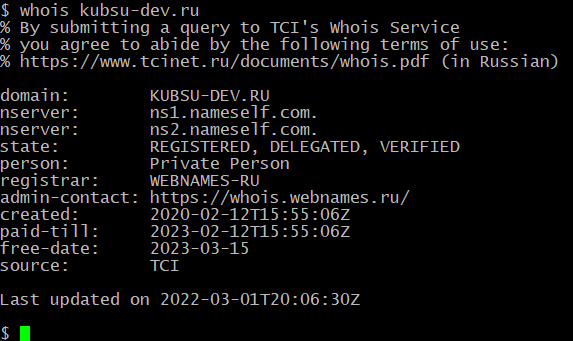 $ whois kubsu-dev.ru
% By submitting a query to TCI's Whois Service
% you agree to abide by the following terms of use:
% https://www.tcinet.ru/documents/whois.pdf (in Russian)
domain: KUBSU-DEV.RU
nserver: ns1.nameself.com.
nserver: ns2.nameself.com.
state: REGISTERED, DELEGATED, VERIFIED
person: Private Person
registrar: WEBNAMES-RU
admin-contact: https://whois.webnames.ru/
created: 2020-02-12T15:55:06Z
paid-till: 2023-02-12T15:55:06Z
free-date: 2023-03-15
source: TCI
Last updated on 2022-03-01T20:06:30Z
$